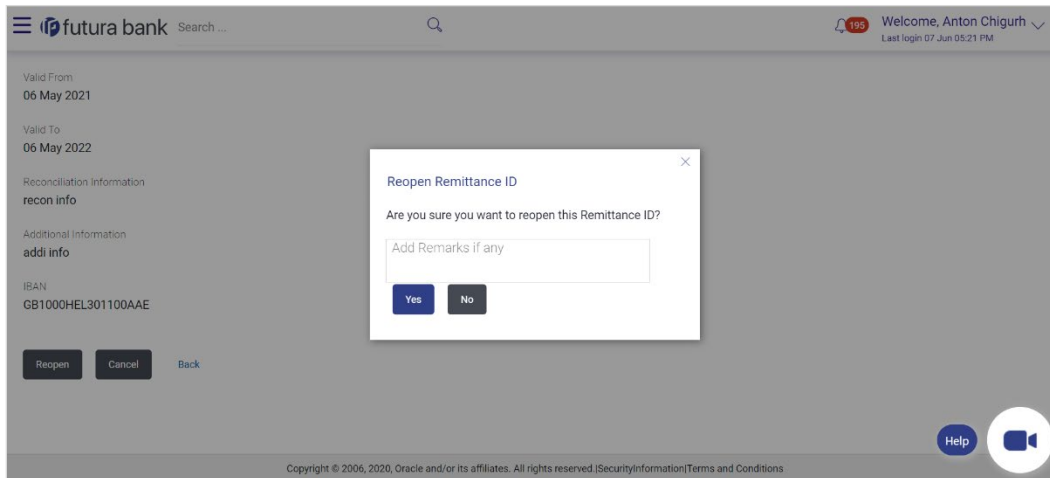 futura bank Search ...
195
Welcome, Anton Chigurh
Last login 07 Jun 05:21 PM
Valid From
06 May 2021
Valid To
06 May 2022
Reconciliation Information
recon info
Additional Information
addi info
IBAN
GB1000HEL301100AAE
Reopen Cancel Back
Reopen Remittance ID
Are you sure you want to reopen this Remittance ID?
Add Remarks if any
Yes No
Help
Copyright © 2006, 2020, Oracle and/or its affiliates. All rights reserved.|SecurityInformation|Terms and Conditions